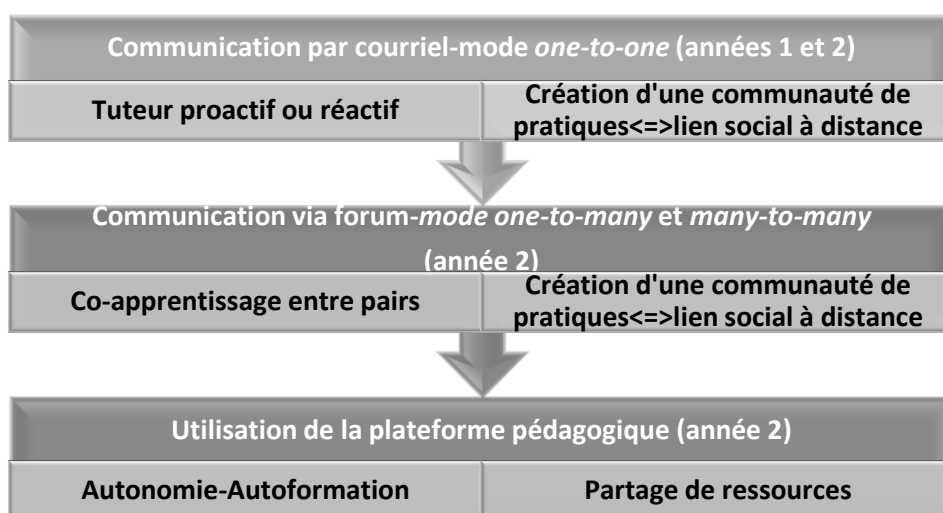 Communication par courriel-mode one-to-one (années 1 et 2)
Tuteur proactif ou réactif
Création d'une communauté de
pratiques<=>lien social à distance
Communication via forum-mode one-to-many et many-to-many
(année 2)
Co-apprentissage entre pairs
Création d'une communauté de
pratiques<=>lien social à distance
Utilisation de la plateforme pédagogique (année 2)
Autonomie-Autoformation
Partage de ressources